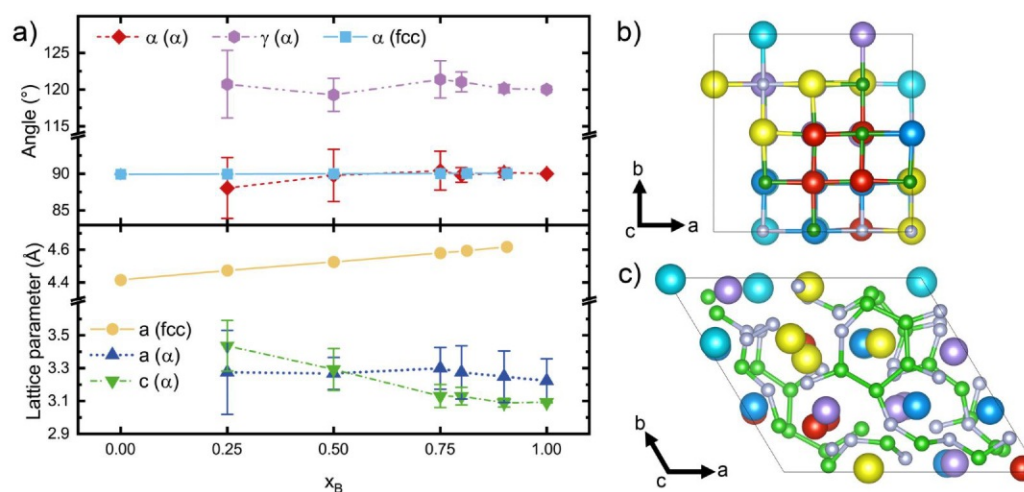 a)
α (α) γ (α) α (fcc)
125
120
115
90
85
Angle (°)
4.6
4.4
3.5
3.3
3.1
2.9
Lattice parameter (Å)
a (fcc)
a (α)
c (α)
0.00 0.25 0.50 0.75 1.00
x_B
b)
b
c a
c)
b
c a